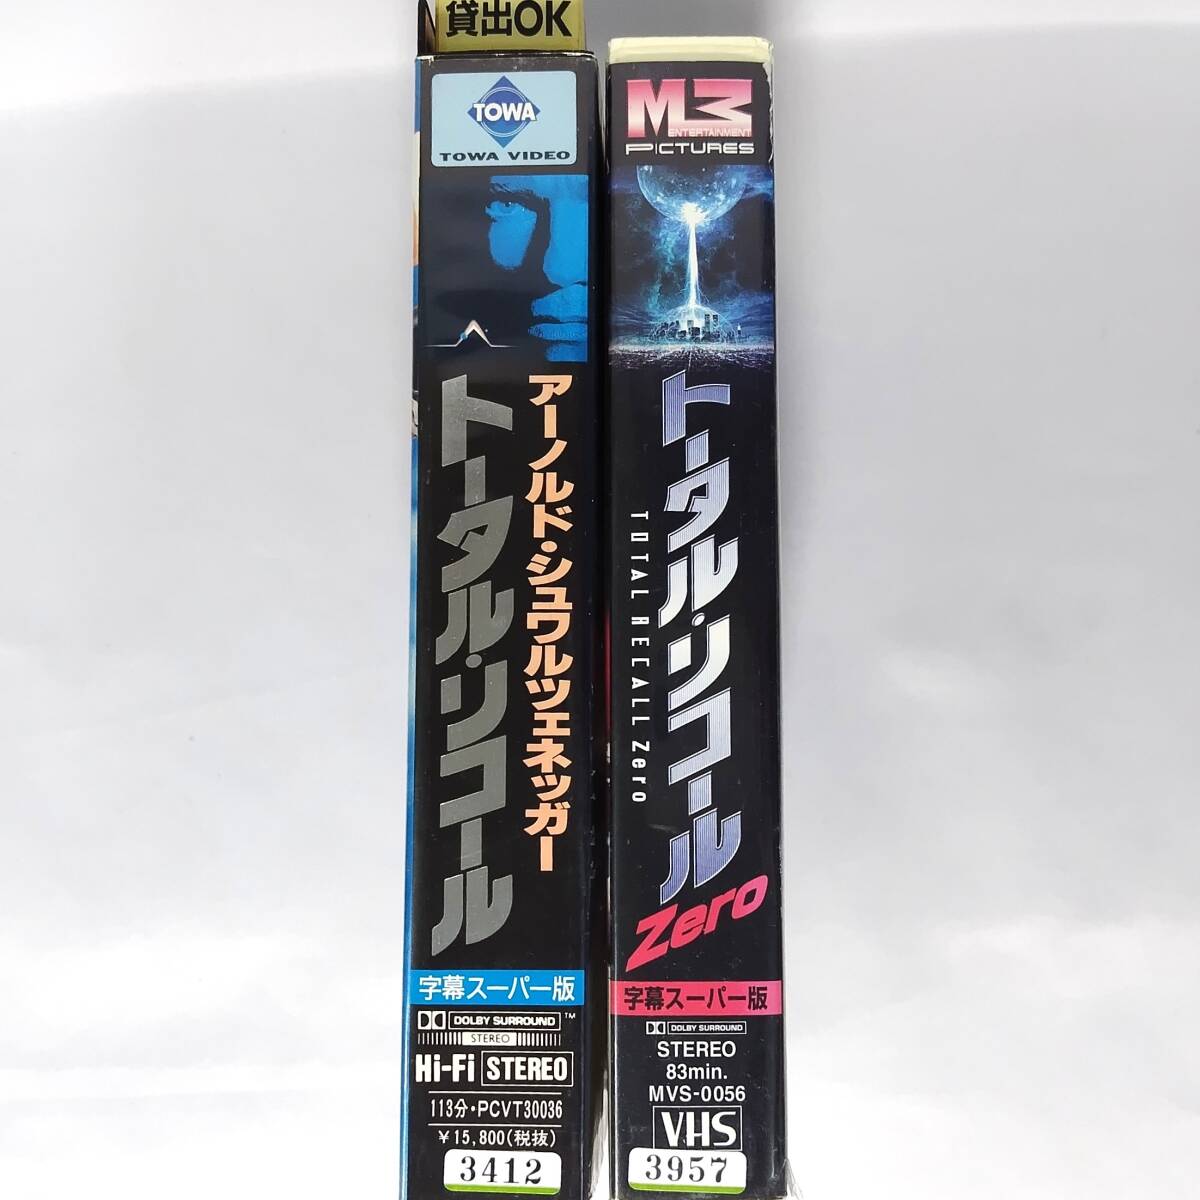 貸出OK
TOWA
TOWA VIDEO
アーノルド・シュワルツェネッガー
トータル・リコール
字幕スーパー版
DOLBY SURROUND™
STEREO
Hi-Fi STEREO
113分・PCVT30036
￥15,800(税抜)
3412
M3
ENTERTAINMENT
PICTURES
トータル・リコール
TOTAL RECALL Zero
Zero
字幕スーパー版
DOLBY SURROUND
STEREO
83min.
MVS-0056
VHS
3957